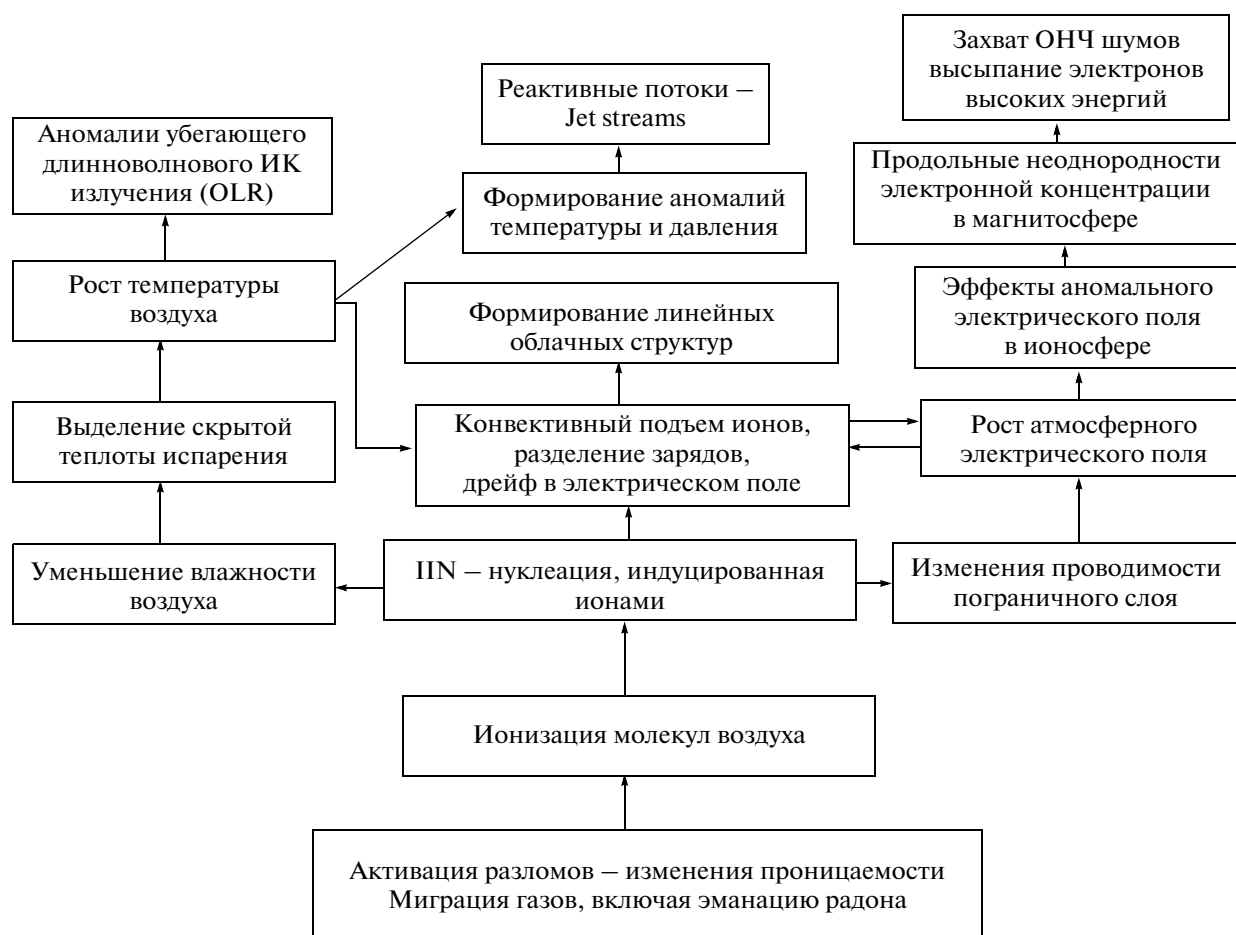 Захват ОНЧ шумов
высыпание электронов
высоких энергий
Реактивные потоки –
Jet streams
Аномалии убегающего
длинноволнового ИК
излучения (OLR)
Продольные неоднородности
электронной концентрации
в магнитосфере
Формирование аномалий
температуры и давления
Рост температуры
воздуха
Эффекты аномального
электрического поля
в ионосфере
Формирование линейных
облачных структур
Выделение скрытой
теплоты испарения
Конвективный подъем ионов,
разделение зарядов,
дрейф в электрическом поле
Рост атмосферного
электрического поля
Уменьшение влажности
воздуха
IIN – нуклеация, индуцированная
ионами
Изменения проводимости
пограничного слоя
Ионизация молекул воздуха
Активация разломов – изменения проницаемости
Миграция газов, включая эманацию радона